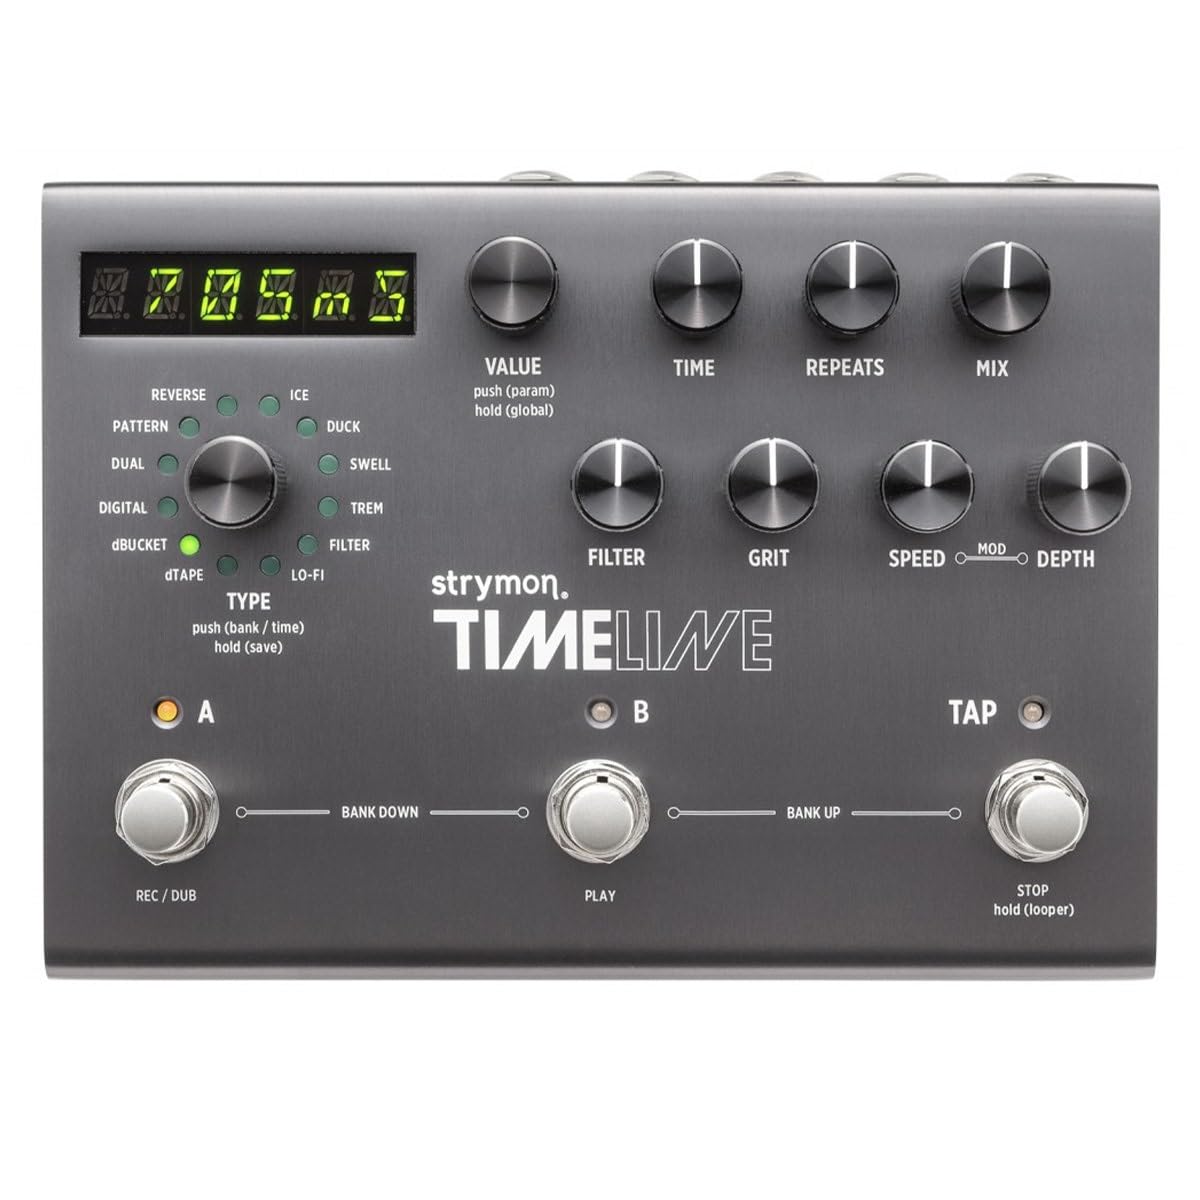 705mS
VALUE
push (param)
hold (global)
TIME
REPEATS
MIX
REVERSE
ICE
PATTERN
DUCK
DUAL
SWELL
DIGITAL
TREM
dBUCKET
FILTER
dTAPE
LO-FI
TYPE
push (bank / time)
hold (save)
FILTER
GRIT
SPEED
MOD
DEPTH
strymon®
TIMELINE
A
B
TAP
BANK DOWN
BANK UP
REC / DUB
PLAY
STOP
hold (looper)